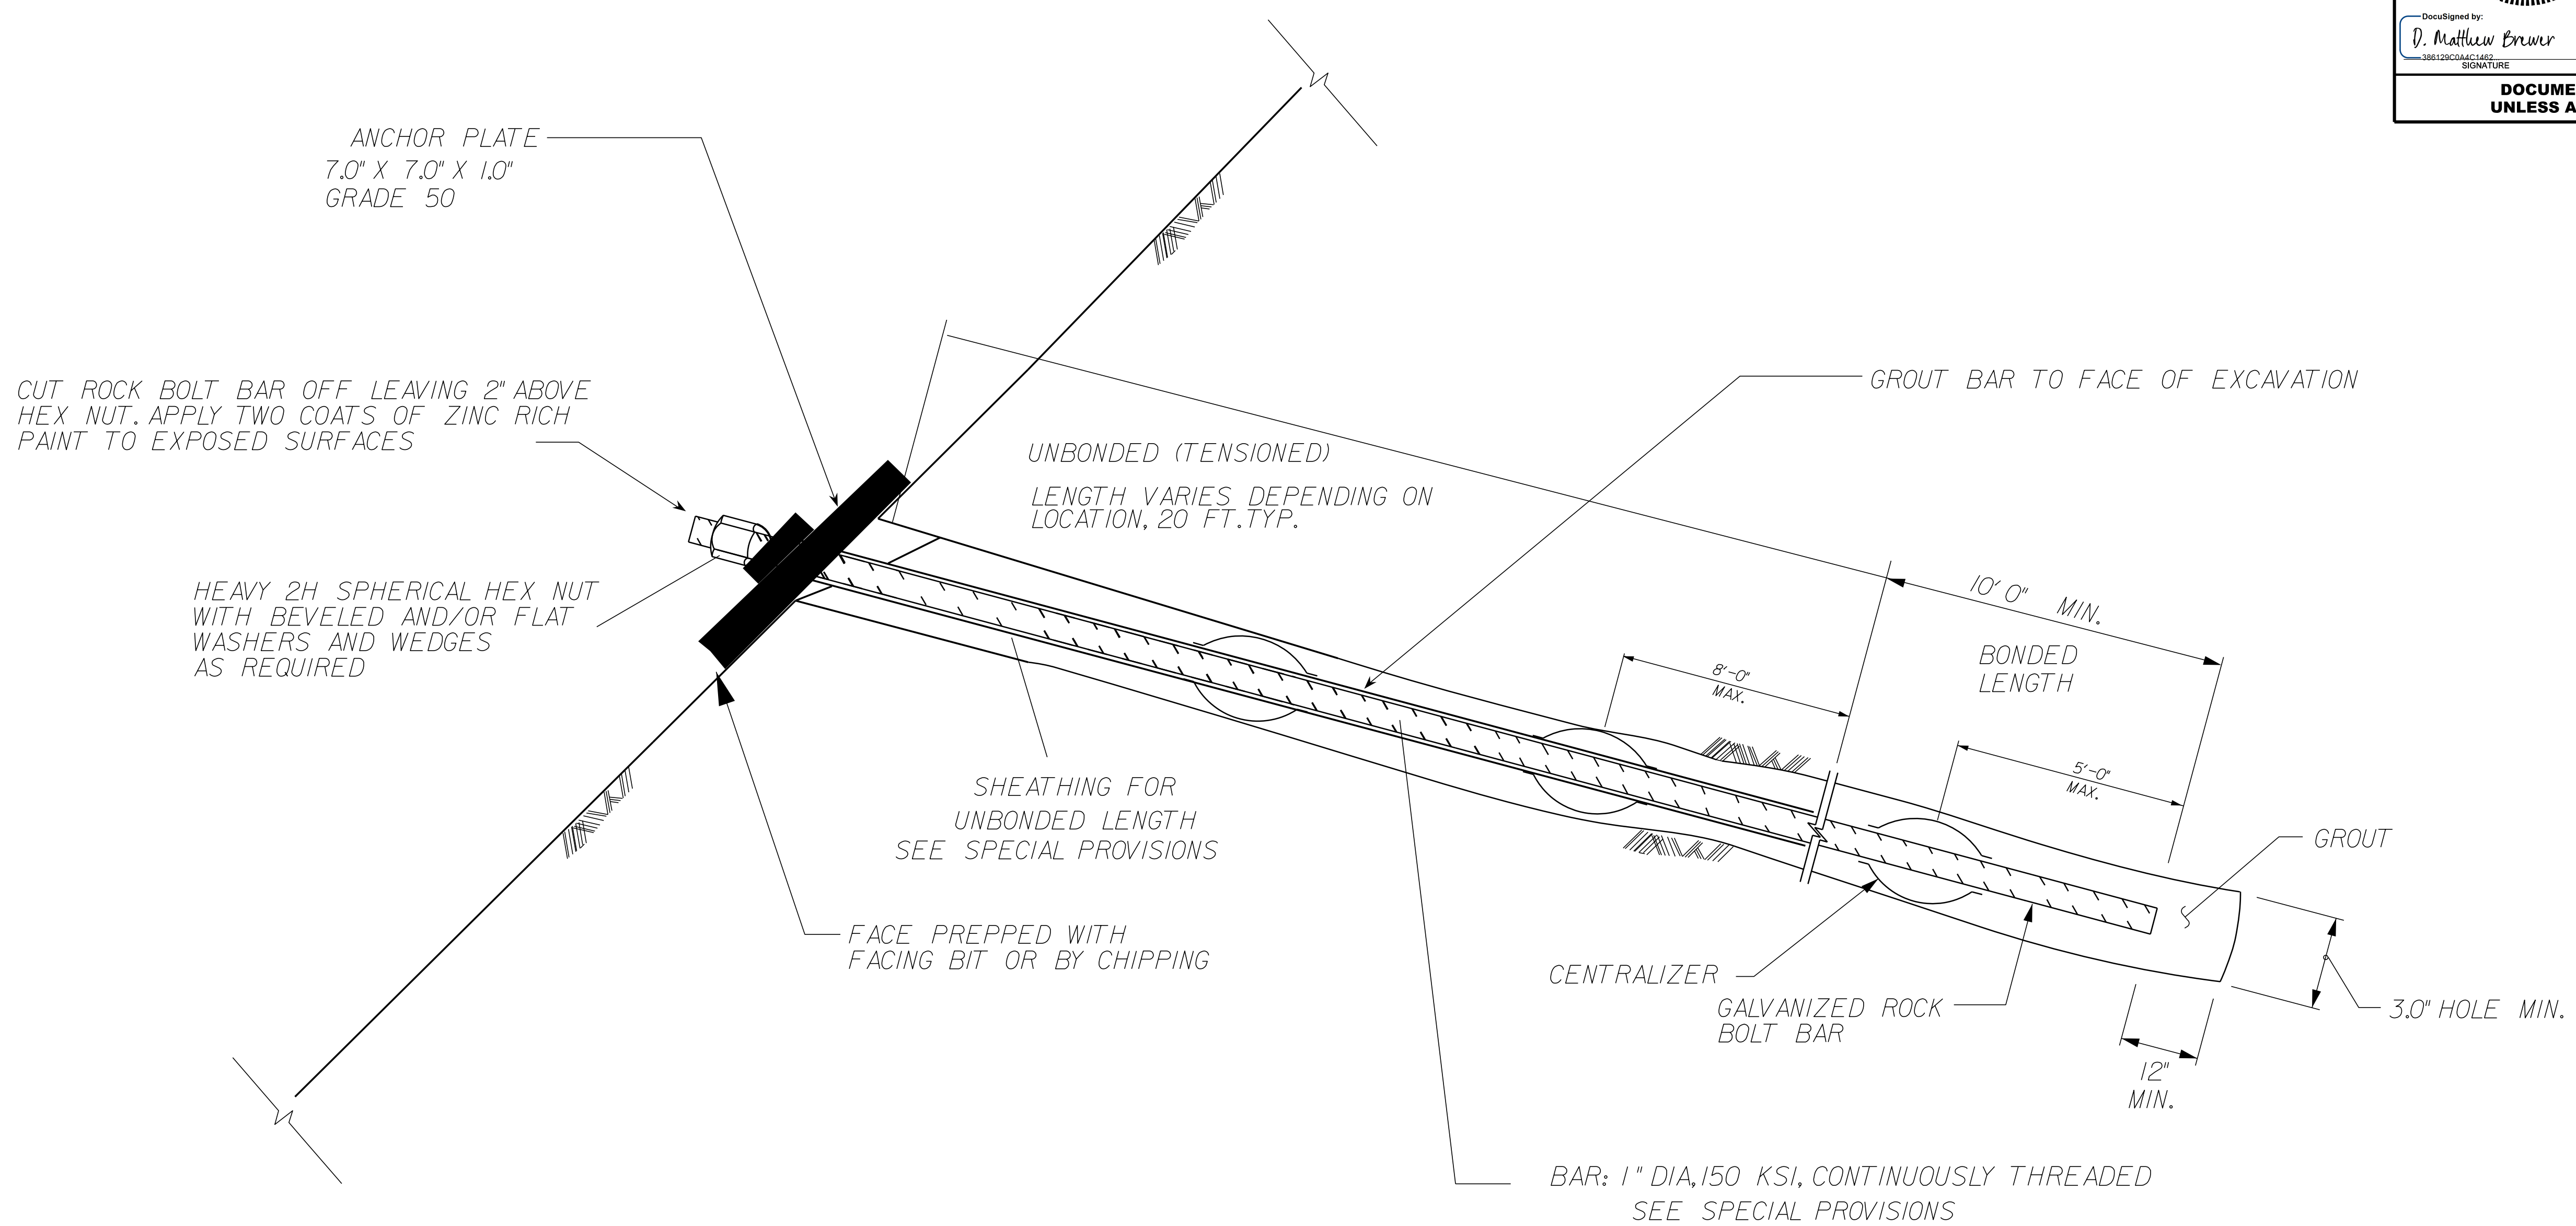 DocuSigned by:
D. Matthew Brewer
386129C0A4C1462...
SIGNATURE
DOCUME
UNLESS A
ANCHOR PLATE
7.0" X 7.0" X 1.0"
GRADE 50
CUT ROCK BOLT BAR OFF LEAVING 2" ABOVE
HEX NUT. APPLY TWO COATS OF ZINC RICH
PAINT TO EXPOSED SURFACES
GROUT BAR TO FACE OF EXCAVATION
UNBONDED (TENSIONED)
LENGTH VARIES DEPENDING ON
LOCATION, 20 FT. TYP.
HEAVY 2H SPHERICAL HEX NUT
WITH BEVELED AND/OR FLAT
WASHERS AND WEDGES
AS REQUIRED
10' 0" MIN.
BONDED
LENGTH
8'-0"
MAX.
5'-0"
MAX.
SHEATHING FOR
UNBONDED LENGTH
SEE SPECIAL PROVISIONS
GROUT
FACE PREPPED WITH
FACING BIT OR BY CHIPPING
CENTRALIZER
GALVANIZED ROCK
BOLT BAR
3.0" HOLE MIN.
12"
MIN.
BAR: 1" DIA, 150 KSI, CONTINUOUSLY THREADED
SEE SPECIAL PROVISIONS